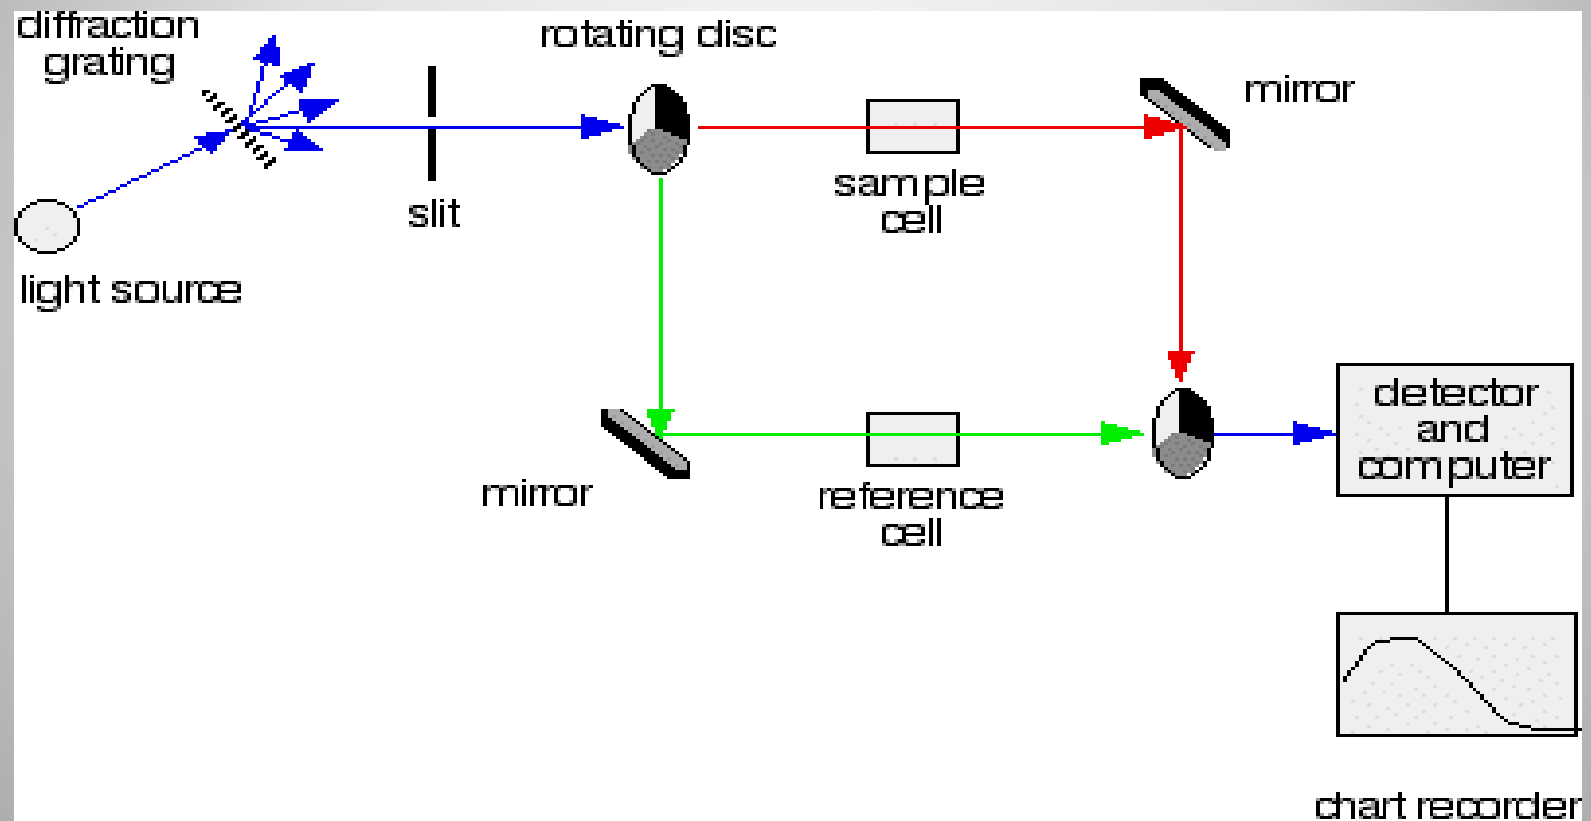 diffraction
grating
rotating disc
mirror
sample
cell
slit
light source
detector
and
computer
mirror
reference
cell
chart recorder